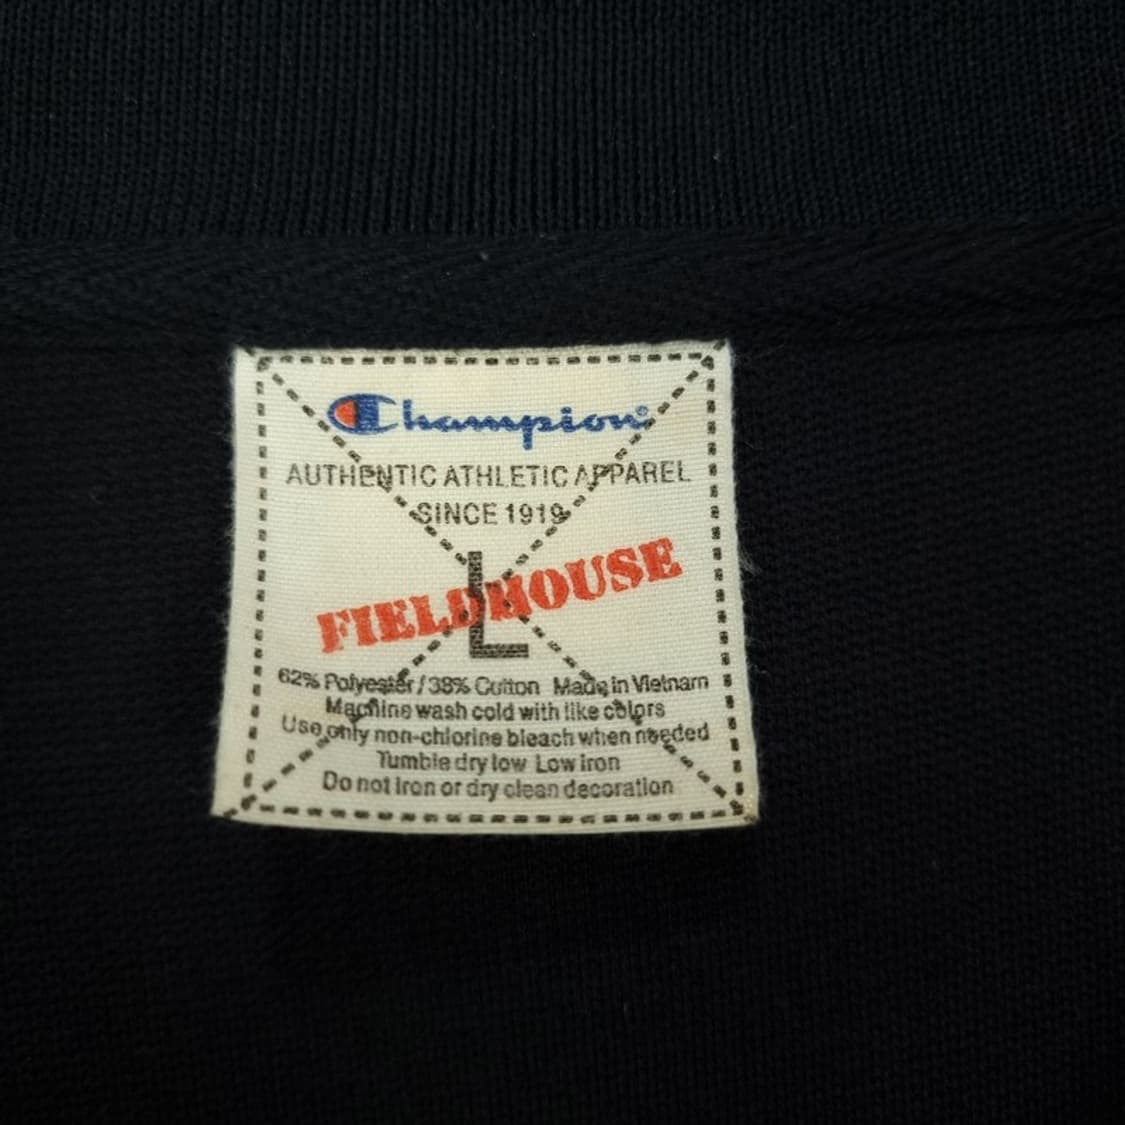 Champion®
AUTHENTIC ATHLETIC APPAREL
SINCE 1919
FIELDHOUSE
L
62% Polyester / 38% Cotton Made in Vietnam
Machine wash cold with like colors
Use only non-chlorine bleach when needed
Tumble dry low Low iron
Do not iron or dry clean decoration